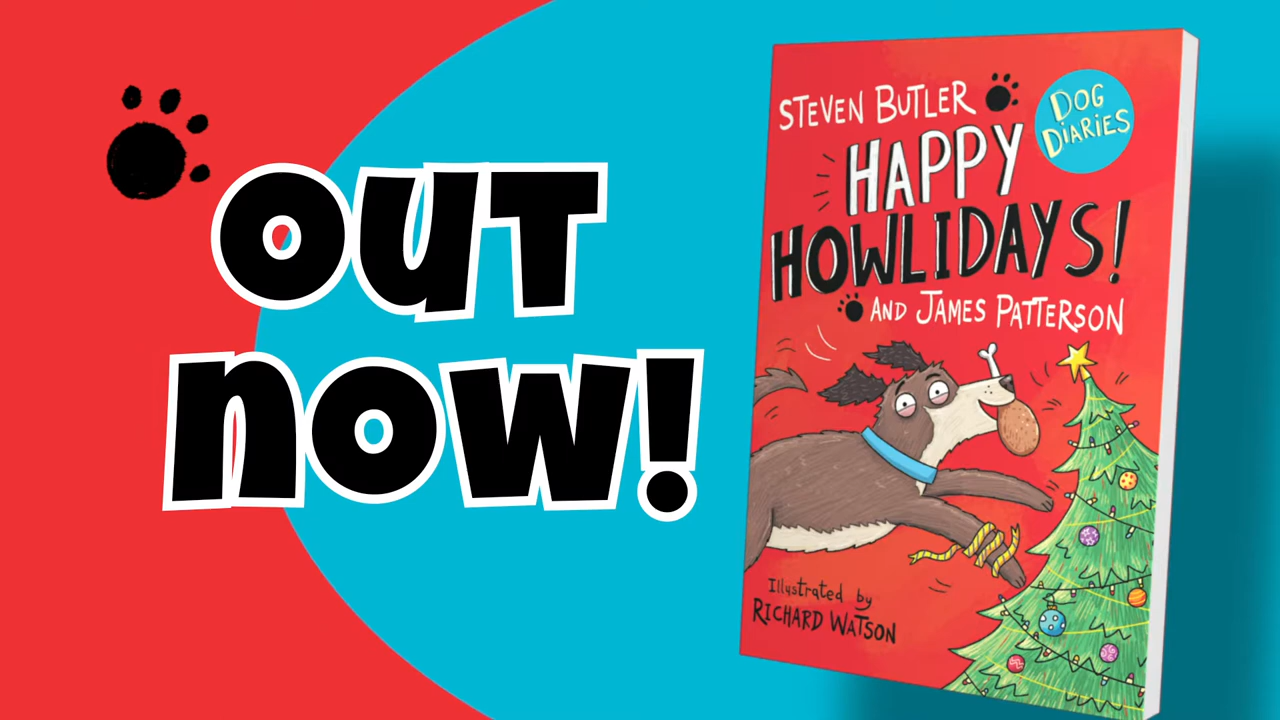 OUT
NOW!
STEVEN BUTLER
DOG
DIARIES
HAPPY
HOWLIDAYS!
AND JAMES PATTERSON
Illustrated by
RICHARD WATSON